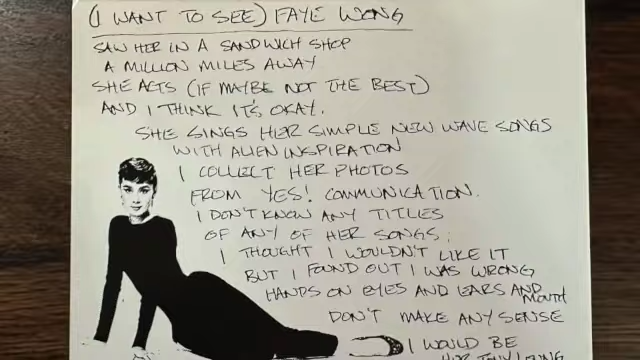 (I WANT TO SEE) FAYE WONG
SAW HER IN A SANDWICH SHOP
A MILLION MILES AWAY
SHE ACTS (IF MAYBE NOT THE BEST)
AND I THINK IT'S OKAY.
SHE SINGS HER SIMPLE NEW WAVE SONGS
WITH ALIEN INSPIRATION
I COLLECT HER PHOTOS
FROM YES! COMMUNICATION.
I DON'T KNOW ANY TITLES
OF ANY OF HER SONGS;
I THOUGHT I WOULDN'T LIKE IT
BUT I FOUND OUT I WAS WRONG
HANDS ON EYES AND EARS AND MOUTH
DON'T MAKE ANY SENSE
I WOULD BE
HER TONY LEUNG